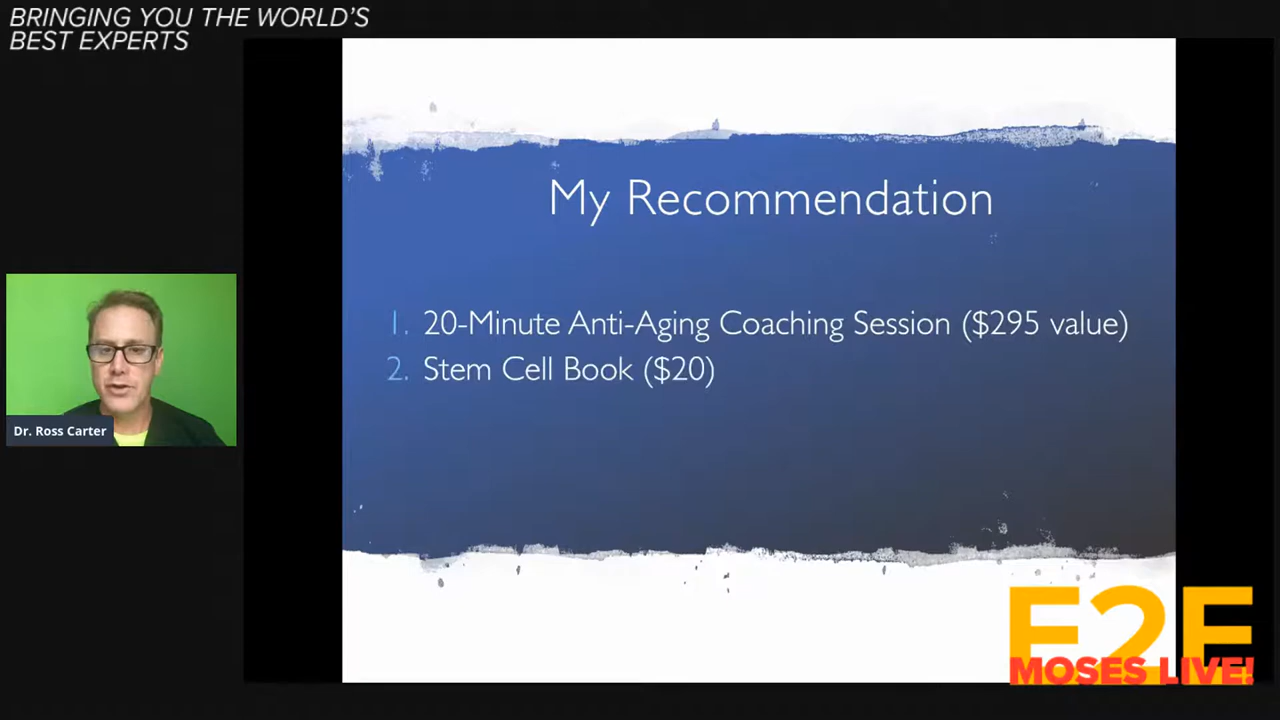 BRINGING YOU THE WORLD'S
BEST EXPERTS
My Recommendation
1. 20-Minute Anti-Aging Coaching Session ($295 value)
2. Stem Cell Book ($20)
Dr. Ross Carter
E2E
MOSES LIVE!